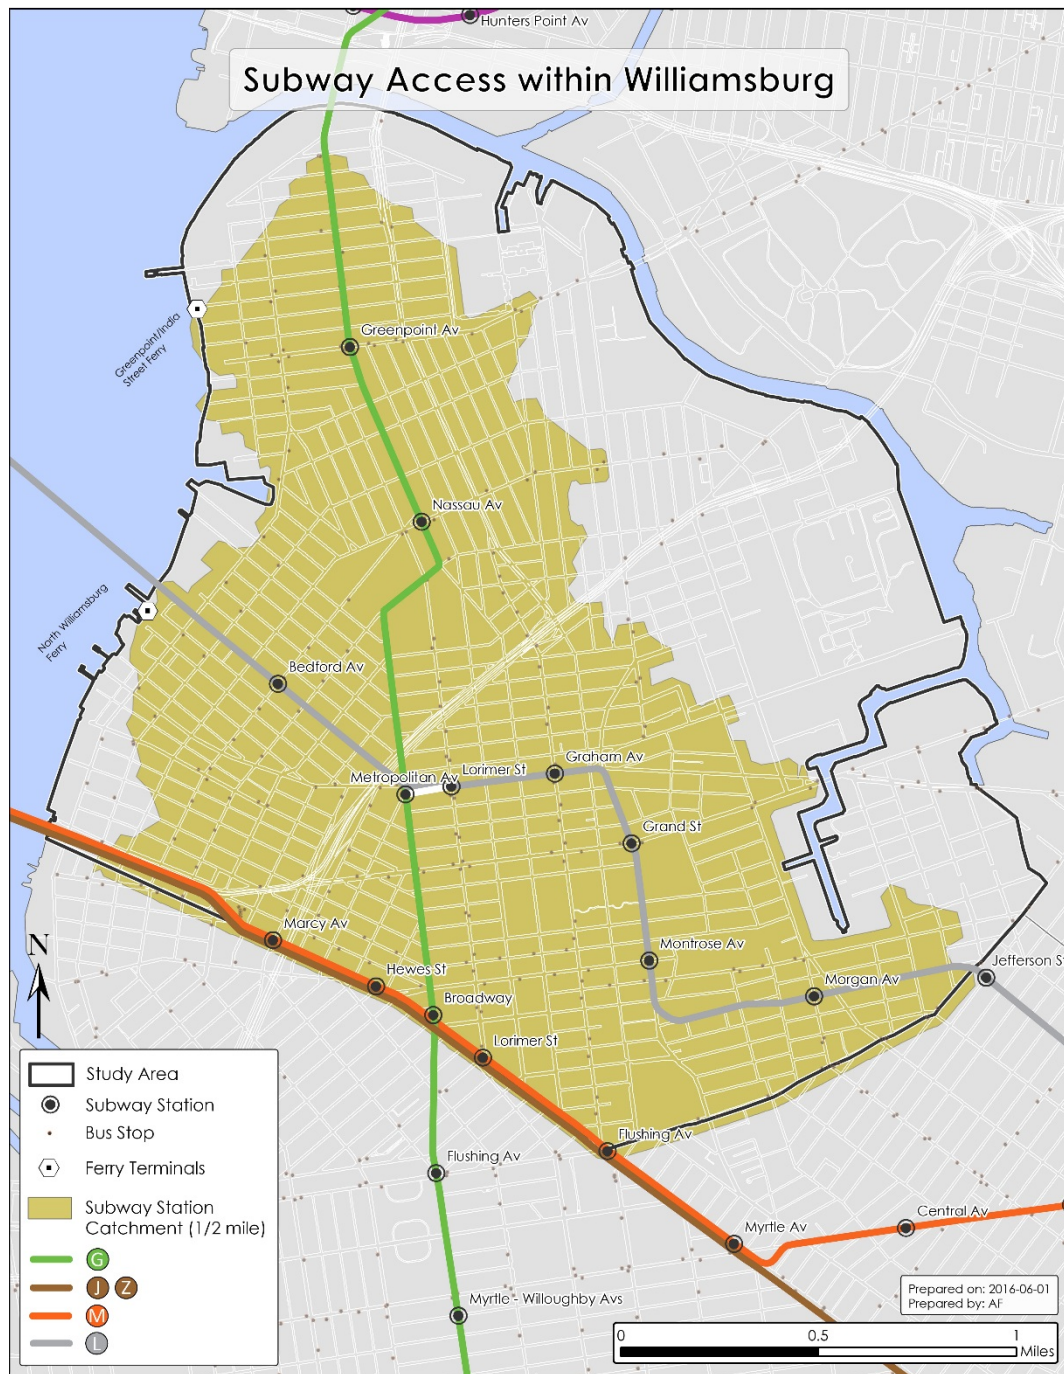 Hunters Point Av
Subway Access within Williamsburg
Greenpoint/India
Street Ferry
Greenpoint Av
Nassau Av
North Williamsburg
Ferry
Bedford Av
Metropolitan Av
Lorimer St
Graham Av
Grand St
Marcy Av
Hewes St
Broadway
Lorimer St
Montrose Av
Morgan Av
Jefferson S
N
Flushing Av
Flushing Av
Myrtle Av
Central Av
Myrtle - Willoughby Avs
Study Area
Subway Station
Bus Stop
Ferry Terminals
Subway Station
Catchment (1/2 mile)
G
J Z
M
L
Prepared on: 2016-06-01
Prepared by: AF
0 0.5 1
Miles